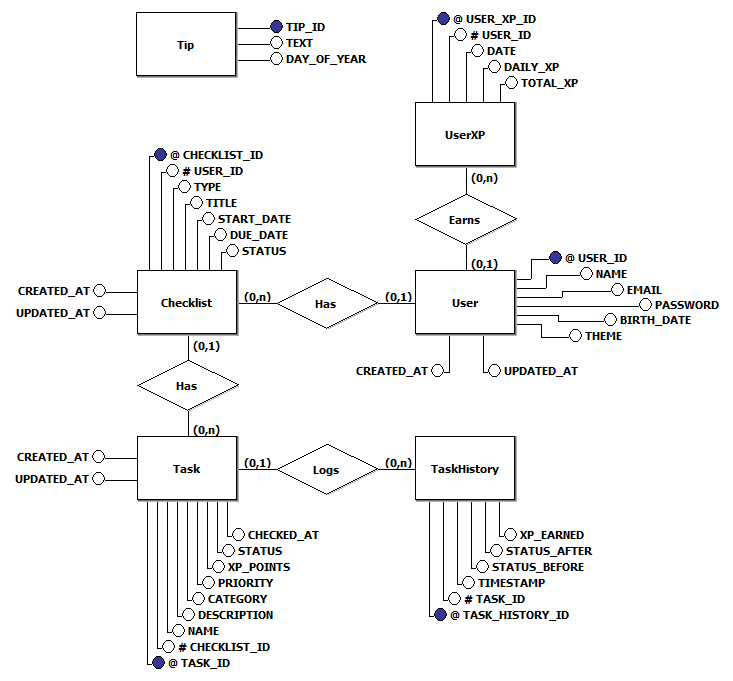 Tip
TIP_ID
TEXT
DAY_OF_YEAR
@ USER_XP_ID
# USER_ID
DATE
DAILY_XP
TOTAL_XP
UserXP
(0,n)
Earns
(0,1)
@ CHECKLIST_ID
# USER_ID
TYPE
TITLE
START_DATE
DUE_DATE
STATUS
CREATED_AT
UPDATED_AT
Checklist
(0,n)
Has
(0,1)
User
@ USER_ID
NAME
EMAIL
PASSWORD
BIRTH_DATE
THEME
CREATED_AT
UPDATED_AT
(0,1)
Has
(0,n)
CREATED_AT
UPDATED_AT
Task
(0,1)
Logs
(0,n)
TaskHistory
CHECKED_AT
STATUS
XP_POINTS
PRIORITY
CATEGORY
DESCRIPTION
NAME
# CHECKLIST_ID
@ TASK_ID
XP_EARNED
STATUS_AFTER
STATUS_BEFORE
TIMESTAMP
# TASK_ID
@ TASK_HISTORY_ID